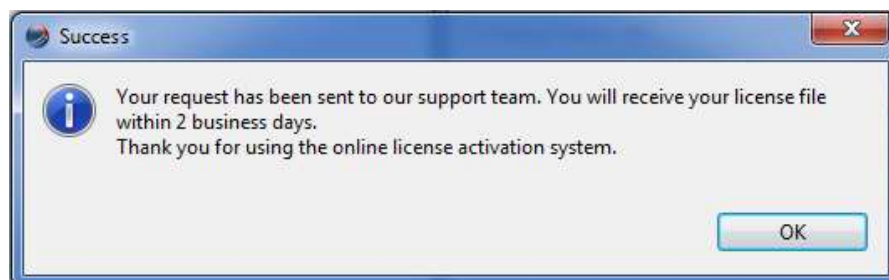 Success
Your request has been sent to our support team. You will receive your license file
within 2 business days.
Thank you for using the online license activation system.
OK